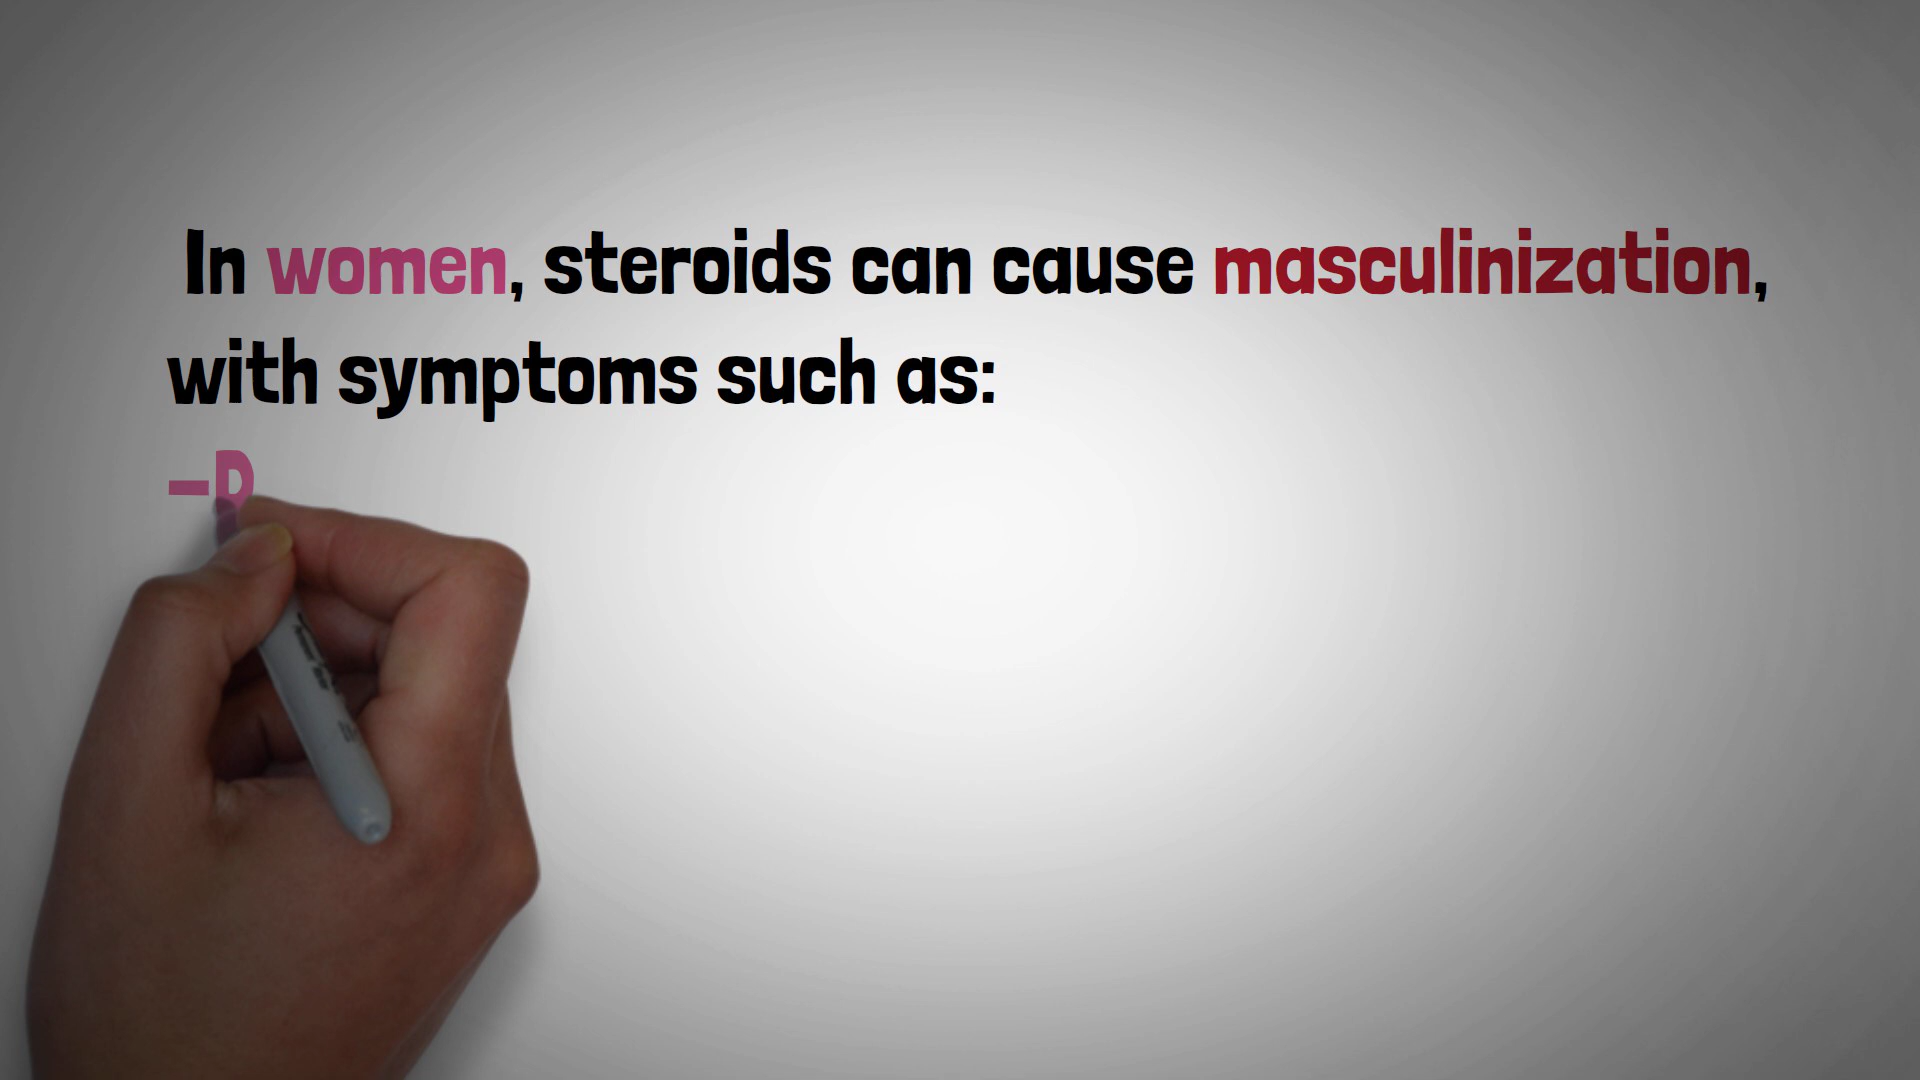 In women, steroids can cause masculinization,
with symptoms such as: